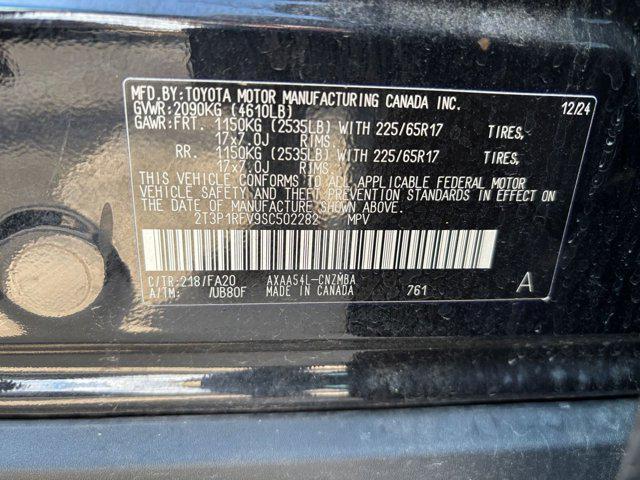 MFD.BY:TOYOTA MOTOR MANUFACTURING CANADA INC. 12/24
GVWR:2090KG (4610LB)
GAWR:FRT. 1150KG (2535LB) WITH 225/65R17 TIRES,
17x7.0J RIMS.
RR. 1150KG (2535LB) WITH 225/65R17 TIRES,
17x7.0J RIMS.
THIS VEHICLE CONFORMS TO ALL APPLICABLE FEDERAL MOTOR
VEHICLE SAFETY AND THEFT PREVENTION STANDARDS IN EFFECT ON
THE DATE OF MANUFACTURE SHOWN ABOVE.
2T3P1RFV9SC502282 MPV
C/TR:218/FA20 AXAA54L-CNZMBA
A/TM: /UB80F MADE IN CANADA 761 A